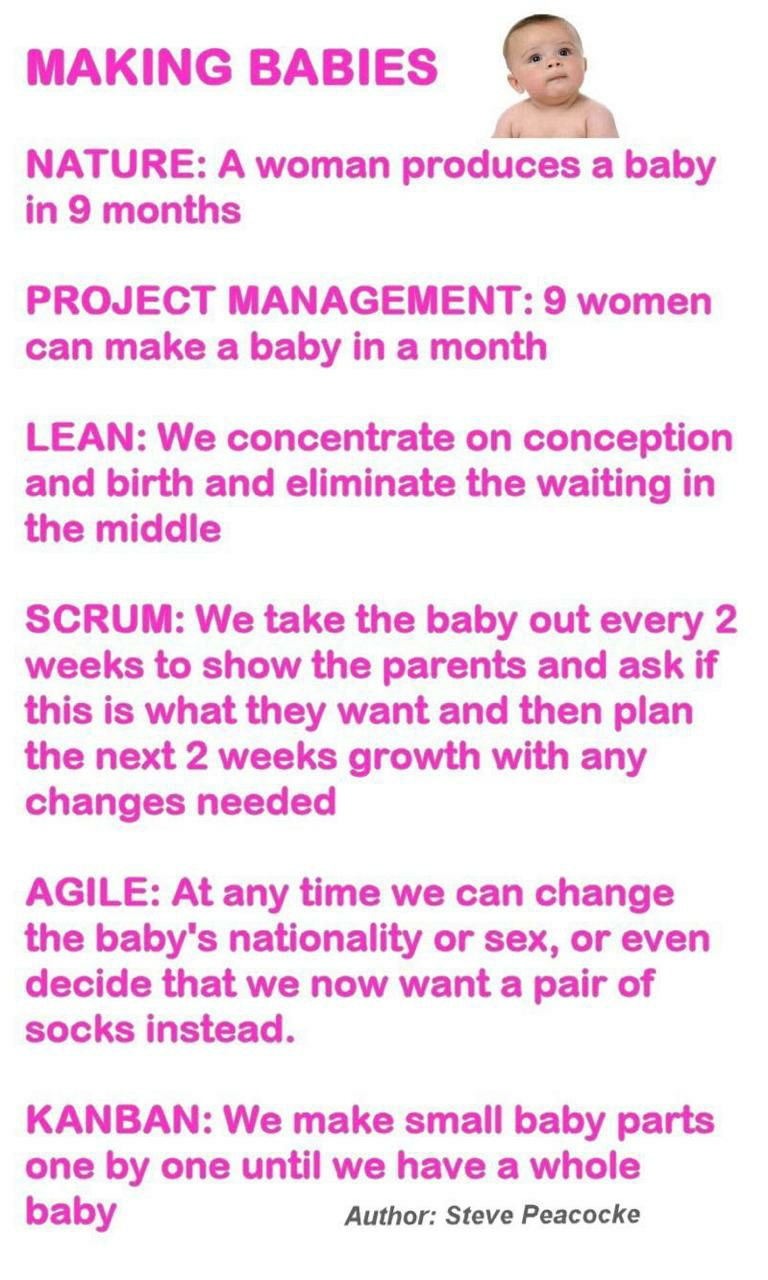 MAKING BABIES
NATURE: A woman produces a baby
in 9 months
PROJECT MANAGEMENT: 9 women
can make a baby in a month
LEAN: We concentrate on conception
and birth and eliminate the waiting in
the middle
SCRUM: We take the baby out every 2
weeks to show the parents and ask if
this is what they want and then plan
the next 2 weeks growth with any
changes needed
AGILE: At any time we can change
the baby's nationality or sex, or even
decide that we now want a pair of
socks instead.
KANBAN: We make small baby parts
one by one until we have a whole
baby
Author: Steve Peacocke